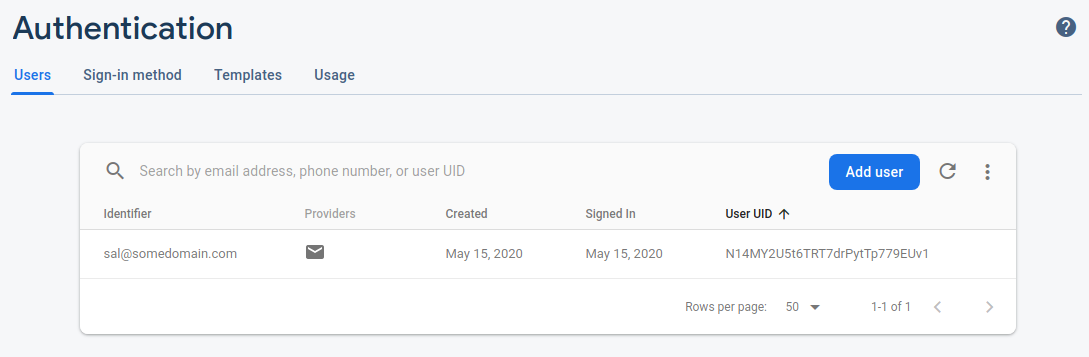 Authentication
?
Users Sign-in method Templates Usage
Search by email address, phone number, or user UID Add user
Identifier Providers Created Signed In User UID
sal@somedomain.com May 15, 2020 May 15, 2020 N14MY2U5t6TRT7drPytTp779EUv1
Rows per page: 50 1-1 of 1